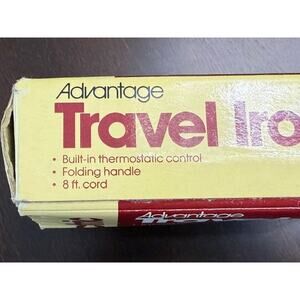 Advantage
Travel Iro
• Built-in thermostatic control
• Folding handle
• 8 ft. cord
Advantage